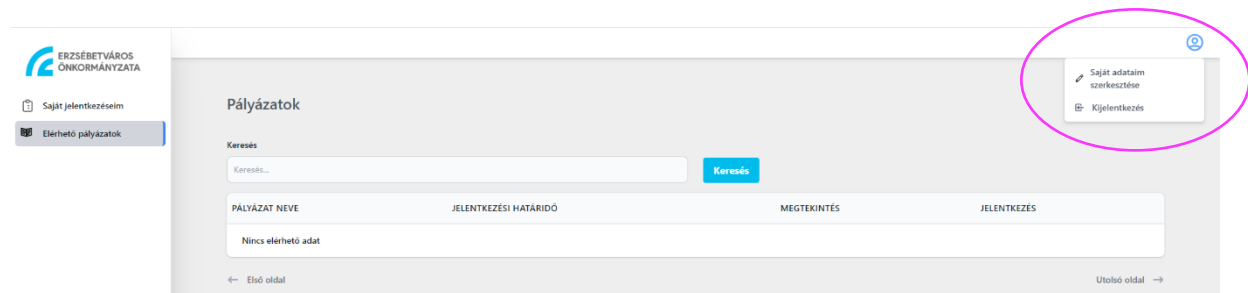 ERZSÉBETVÁROS
ÖNKORMÁNYZATA
Saját jelentkezéseim
Elérhető pályázatok
Saját adataim
szerkesztése
Kijelentkezés
Pályázatok
Keresés
Keresés... Keresés
PÁLYÁZAT NEVE JELENTKEZÉSI HATÁRIDŐ MEGTEKINTÉS JELENTKEZÉS
Nincs elérhető adat
← Első oldal Utolsó oldal →